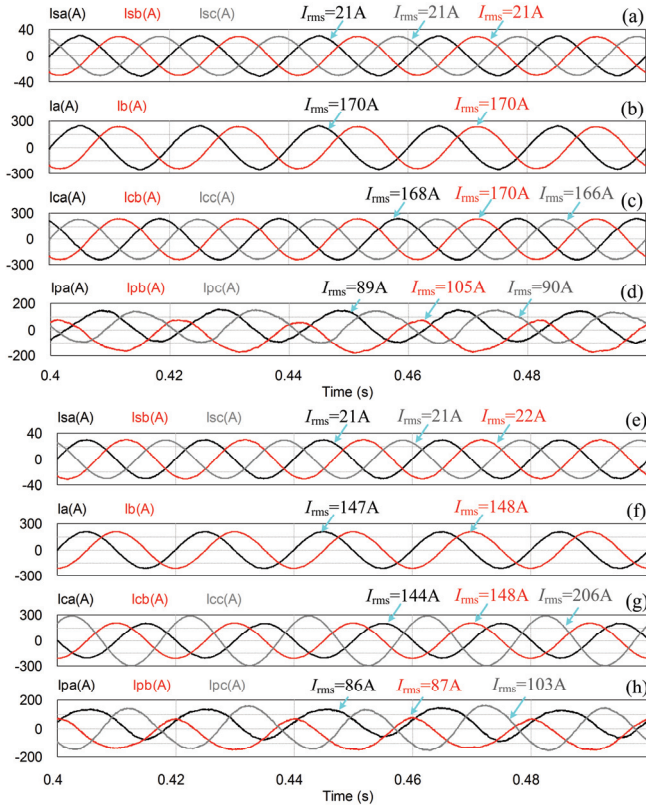 Isa(A) Isb(A) Isc(A) Irms=21A Irms=21A Irms=21A (a)
40
0
-40
Ia(A) Ib(A) Irms=170A Irms=170A (b)
300
0
-300
Ica(A) Icb(A) Icc(A) Irms=168A Irms=170A Irms=166A (c)
300
0
-300
Ipa(A) Ipb(A) Ipc(A) Irms=89A Irms=105A Irms=90A (d)
200
0
-200
0.4 0.42 0.44 0.46 0.48
Time (s)
Isa(A) Isb(A) Isc(A) Irms=21A Irms=21A Irms=22A (e)
40
0
-40
Ia(A) Ib(A) Irms=147A Irms=148A (f)
300
0
-300
Ica(A) Icb(A) Icc(A) Irms=144A Irms=148A Irms=206A (g)
300
0
-300
Ipa(A) Ipb(A) Ipc(A) Irms=86A Irms=87A Irms=103A (h)
200
0
-200
0.4 0.42 0.44 0.46 0.48
Time (s)